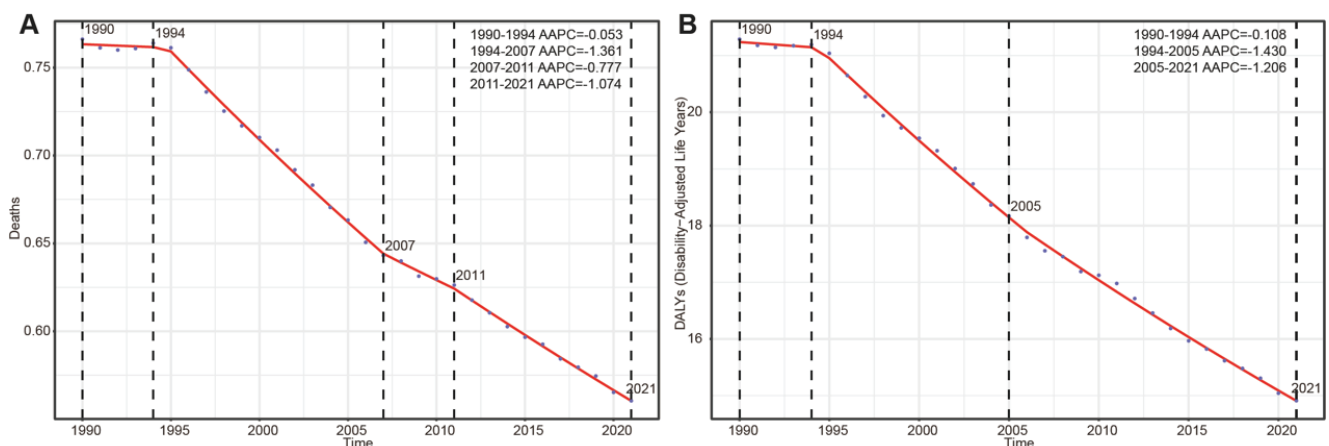 A
1990
1994
1990-1994 AAPC=-0.053
1994-2007 AAPC=-1.361
2007-2011 AAPC=-0.777
2011-2021 AAPC=-1.074
0.75
0.70
0.65
0.60
Deaths
2007
2011
2021
1990 1995 2000 2005 2010 2015 2020
Time
B
1990
1994
1990-1994 AAPC=-0.108
1994-2005 AAPC=-1.430
2005-2021 AAPC=-1.206
20
18
16
DALYs (Disability−Adjusted Life Years)
2005
2021
1990 1995 2000 2005 2010 2015 2020
Time